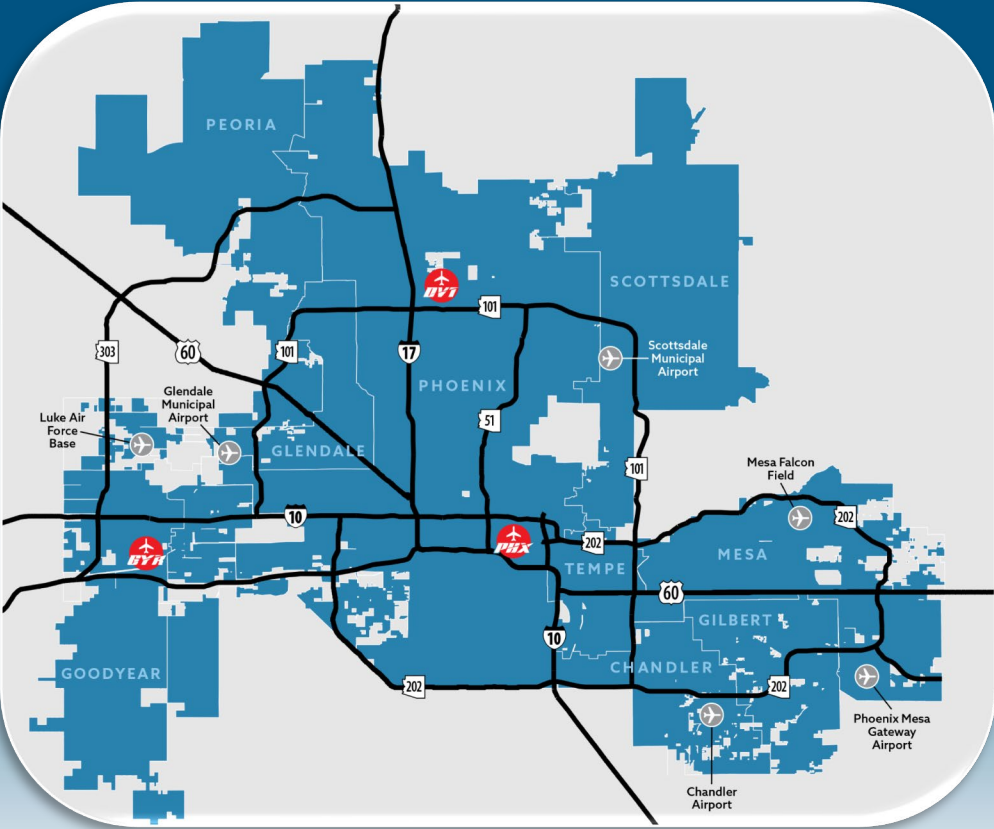 PEORIA
SCOTTSDALE
DVT
101
303
60
101
17
Scottsdale
Municipal
Airport
PHOENIX
Glendale
Municipal
Airport
Luke Air
Force
Base
51
GLENDALE
101
Mesa Falcon
Field
10
202
PHX
GYR
202
MESA
TEMPE
60
GILBERT
10
CHANDLER
GOODYEAR
202
202
Phoenix Mesa
Gateway
Airport
Chandler
Airport